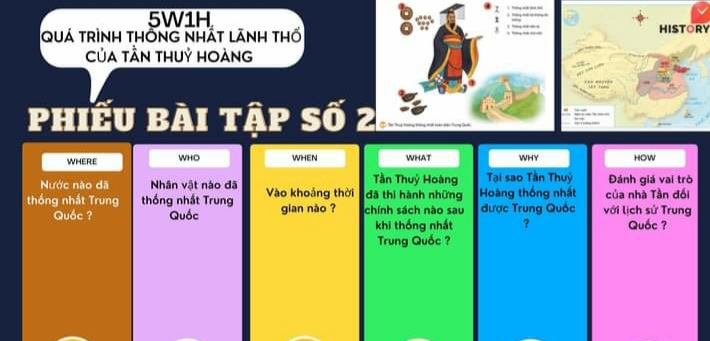 5W1H
QUÁ TRÌNH THỐNG NHẤT LÃNH THỔ
CỦA TẦN THUỶ HOÀNG
PHIẾU BÀI TẬP SỐ 2
HISTORY
WHERE
Nước nào đã
thống nhất Trung
Quốc ?
WHO
Nhân vật nào đã
thống nhất Trung
Quốc
WHEN
Vào khoảng thời
gian nào ?
WHAT
Tần Thuỷ Hoàng
đã thi hành những
chính sách nào sau
khi thống nhất
Trung Quốc ?
WHY
Tại sao Tần Thuỷ
Hoàng thống nhất
được Trung Quốc
?
HOW
Đánh giá vai trò
của nhà Tần đối
với lịch sử Trung
Quốc ?